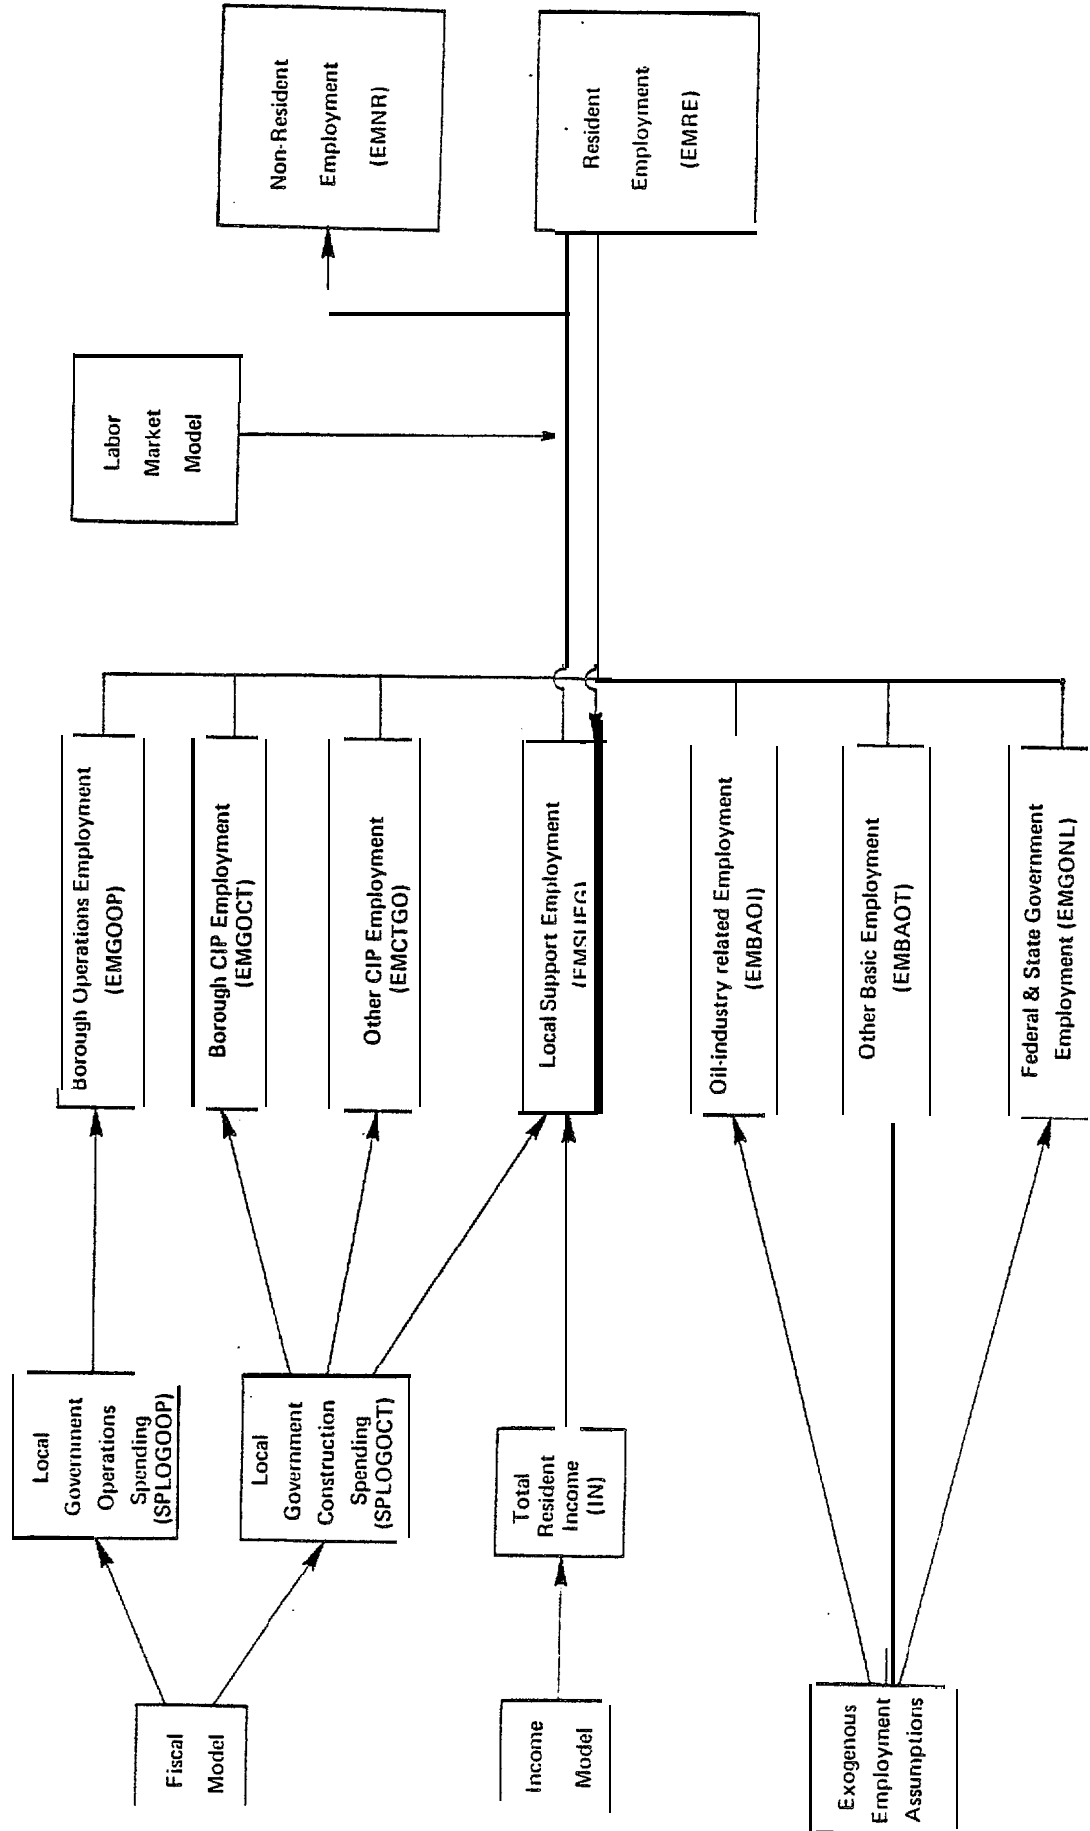 Fiscal
Model
Income
Model
Exogenous
Employment
Assumptions
Local
Government
Operations
Spending
(SPLOGOOP)
Local
Government
Construction
Spending
(SPLOGOCT)
Total
Resident
Income
(IN)
Borough Operations Employment
(EMGOOP)
Borough CIP Employment
(EMGOCT)
Other CIP Employment
(EMCTGO)
Local Support Employment
Oil-industry related Employment
(EMBAOI)
Other Basic Employment
(EMBAOT)
Federal & State Government
Employment (EMGONL)
Labor
Market
Model
Non-Resident
Employment
(EMNR)
Resident
Employment
(EMRE)